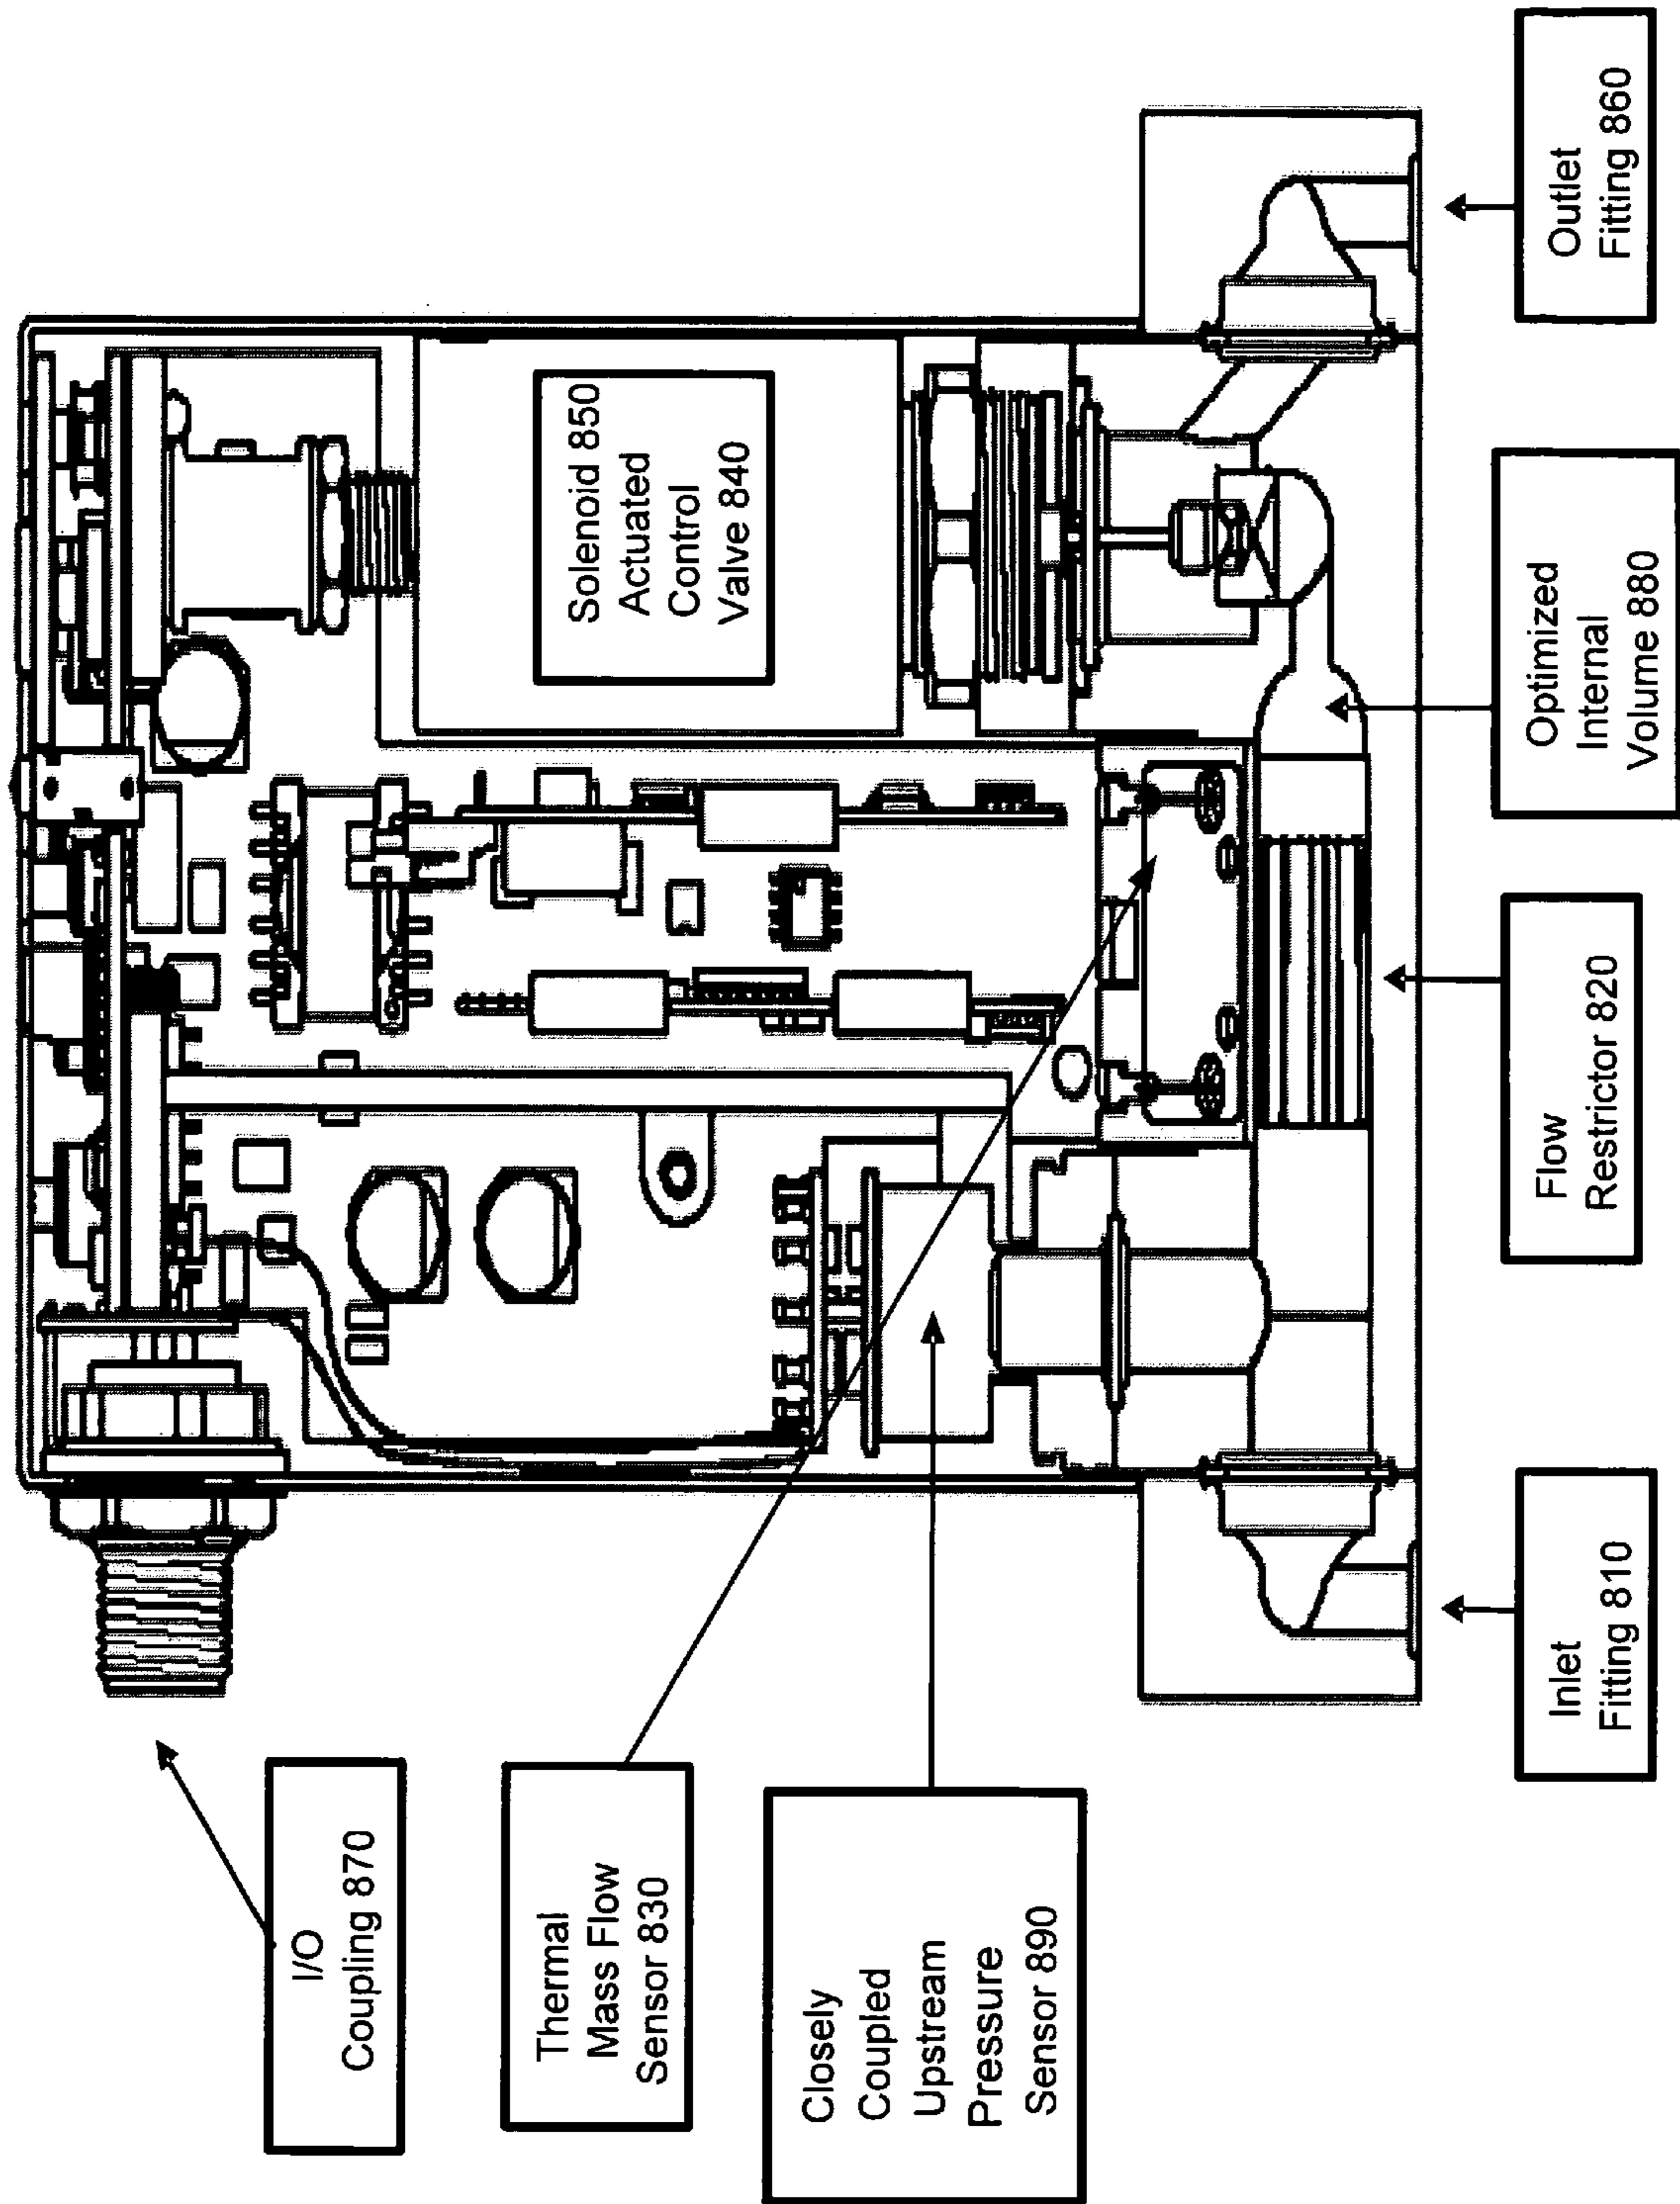 I/O
Coupling 870
Thermal
Mass Flow
Sensor 830
Closely
Coupled
Upstream
Pressure
Sensor 890
Solenoid 850
Actuated
Control
Valve 840
Inlet
Fitting 810
Flow
Restrictor 820
Optimized
Internal
Volume 880
Outlet
Fitting 860